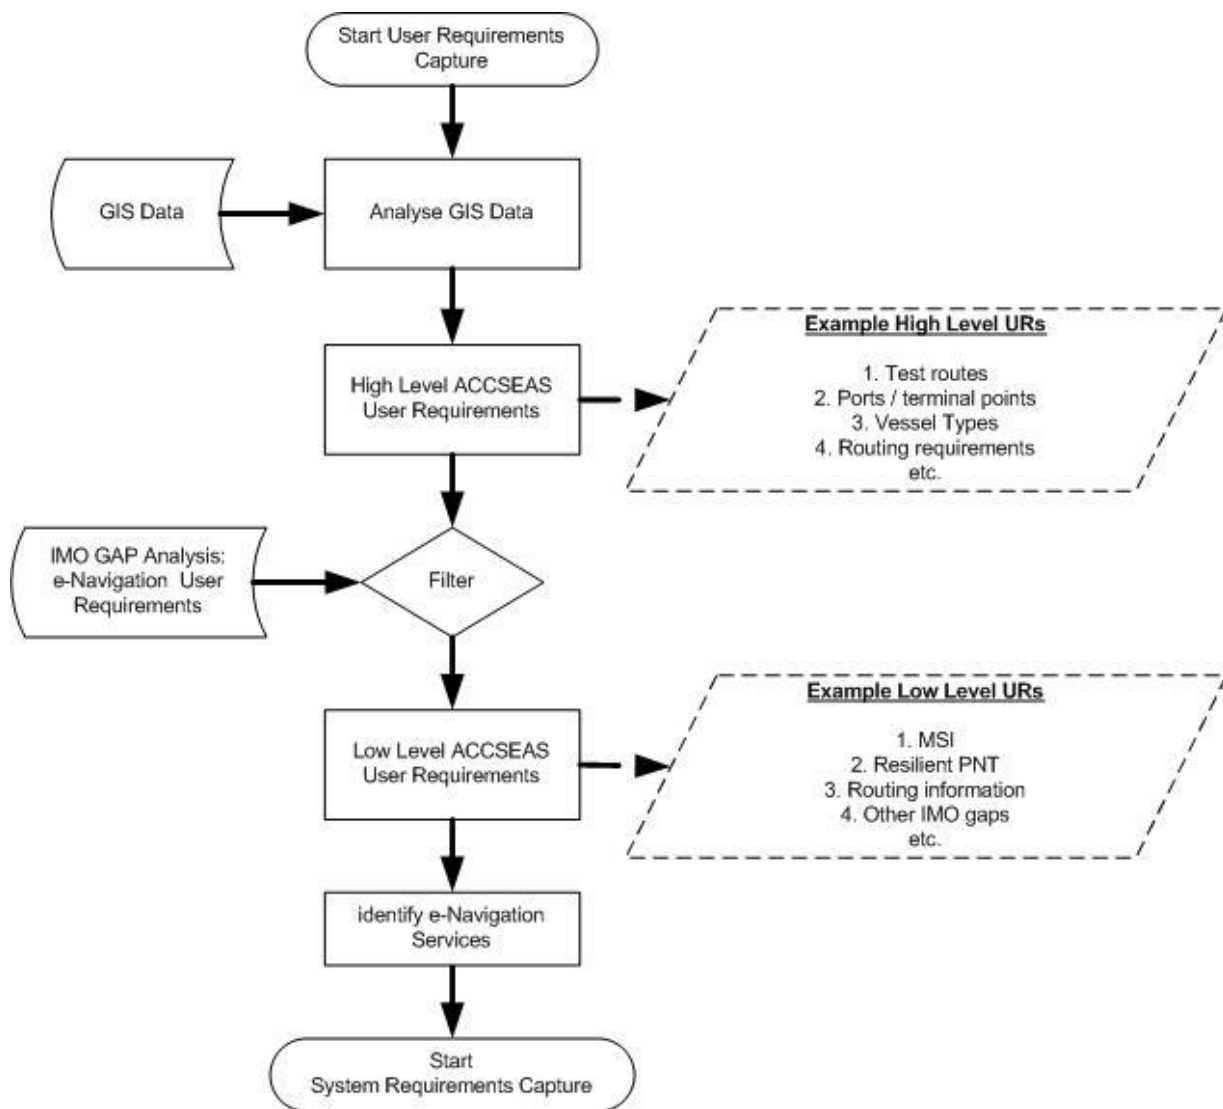 Start User Requirements
Capture
GIS Data
Analyse GIS Data
High Level ACCSEAS
User Requirements
Example High Level URs
1. Test routes
2. Ports / terminal points
3. Vessel Types
4. Routing requirements
etc.
IMO GAP Analysis:
e-Navigation User
Requirements
Filter
Low Level ACCSEAS
User Requirements
Example Low Level URs
1. MSI
2. Resilient PNT
3. Routing information
4. Other IMO gaps
etc.
identify e-Navigation
Services
Start
System Requirements Capture